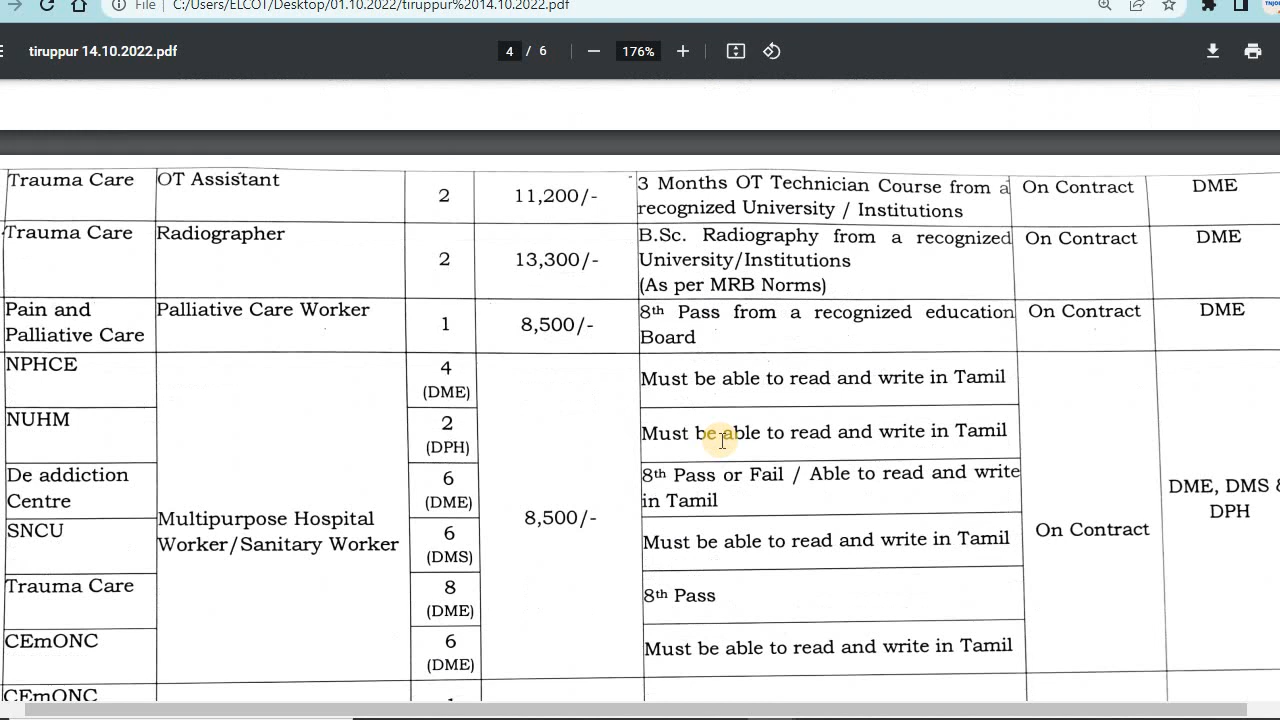 File | C:/Users/ELCOT/Desktop/01.10.2022/tiruppur%2014.10.2022.pdf
tiruppur 14.10.2022.pdf
4 / 6
176%
Trauma Care OT Assistant 2 11,200/- 3 Months OT Technician Course from a On Contract DME
recognized University / Institutions
Trauma Care Radiographer 2 13,300/- B.Sc. Radiography from a recognized On Contract DME
University/Institutions
(As per MRB Norms)
Pain and Palliative Care Worker 1 8,500/- 8th Pass from a recognized education On Contract DME
Palliative Care Board
NPHCE 4 Must be able to read and write in Tamil
(DME)
NUHM 2 Must be able to read and write in Tamil
(DPH)
De addiction 6 8th Pass or Fail / Able to read and write
Centre (DME) in Tamil
Multipurpose Hospital 8,500/- On Contract DME, DMS &
Worker/Sanitary Worker DPH
SNCU 6 Must be able to read and write in Tamil
(DMS)
Trauma Care 8 8th Pass
(DME)
CEmONC 6 Must be able to read and write in Tamil
(DME)
CEmONC